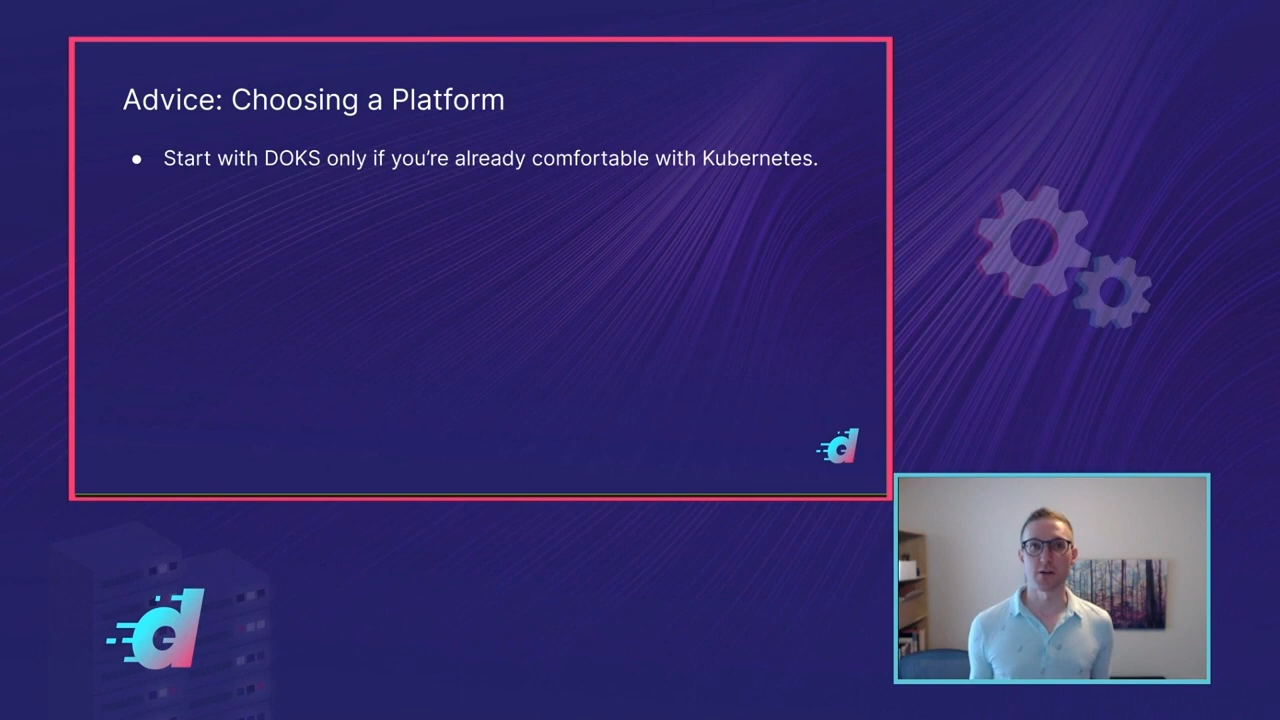 Advice: Choosing a Platform
● Start with DOKS only if you’re already comfortable with Kubernetes.
d
d